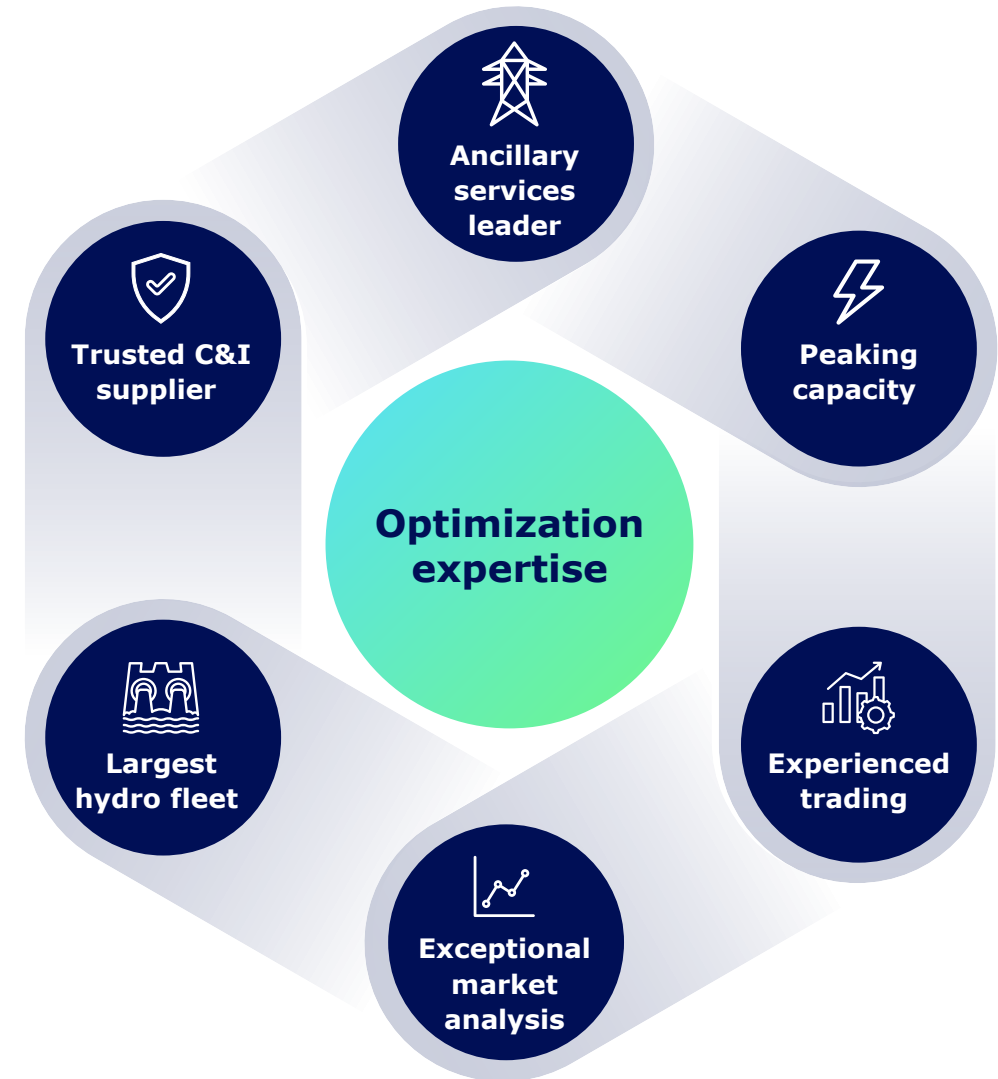 Ancillary
services
leader
Trusted C&I
supplier
Peaking
capacity
Optimization
expertise
Largest
hydro fleet
Experienced
trading
Exceptional
market
analysis